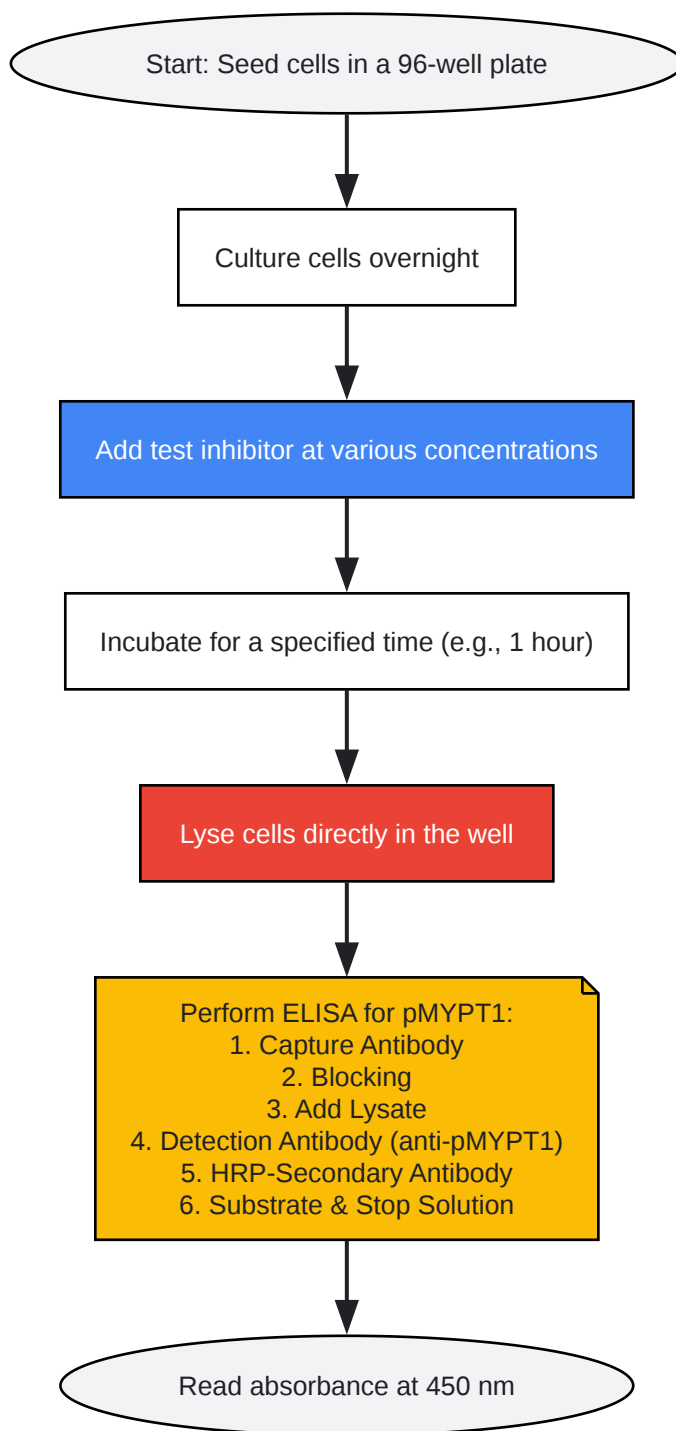 Start: Seed cells in a 96-well plate
Culture cells overnight
Add test inhibitor at various concentrations
Incubate for a specified time (e.g., 1 hour)
Lyse cells directly in the well
Perform ELISA for pMYPT1:
1. Capture Antibody
2. Blocking
3. Add Lysate
4. Detection Antibody (anti-pMYPT1)
5. HRP-Secondary Antibody
6. Substrate & Stop Solution
Read absorbance at 450 nm